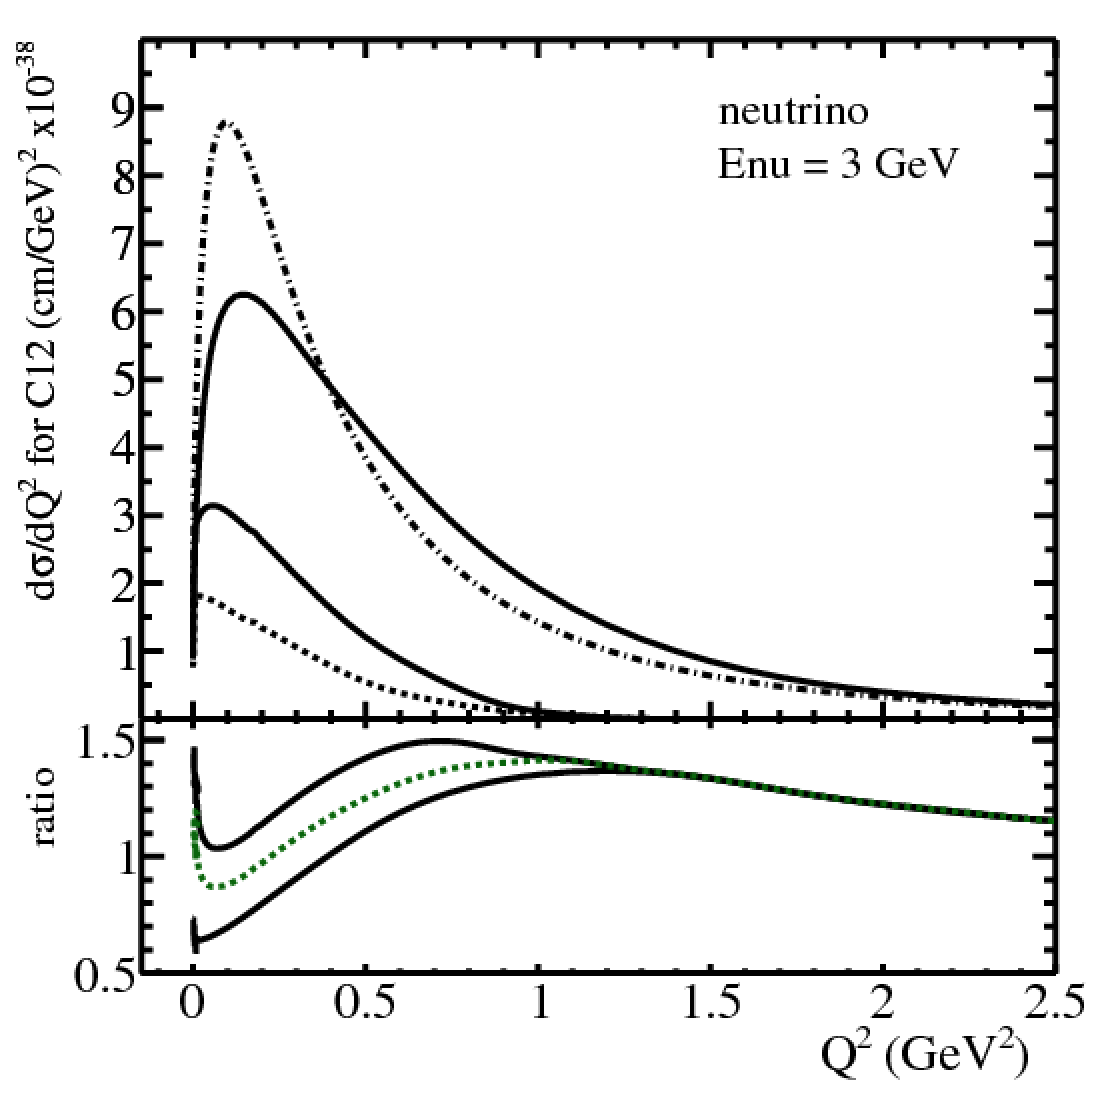 dσ/dQ² for C12 (cm/GeV)² x10⁻³⁸
9
8
7
6
5
4
3
2
1
neutrino
Enu = 3 GeV
ratio
1.5
1
0.5
0 0.5 1 1.5 2 2.5
Q² (GeV²)